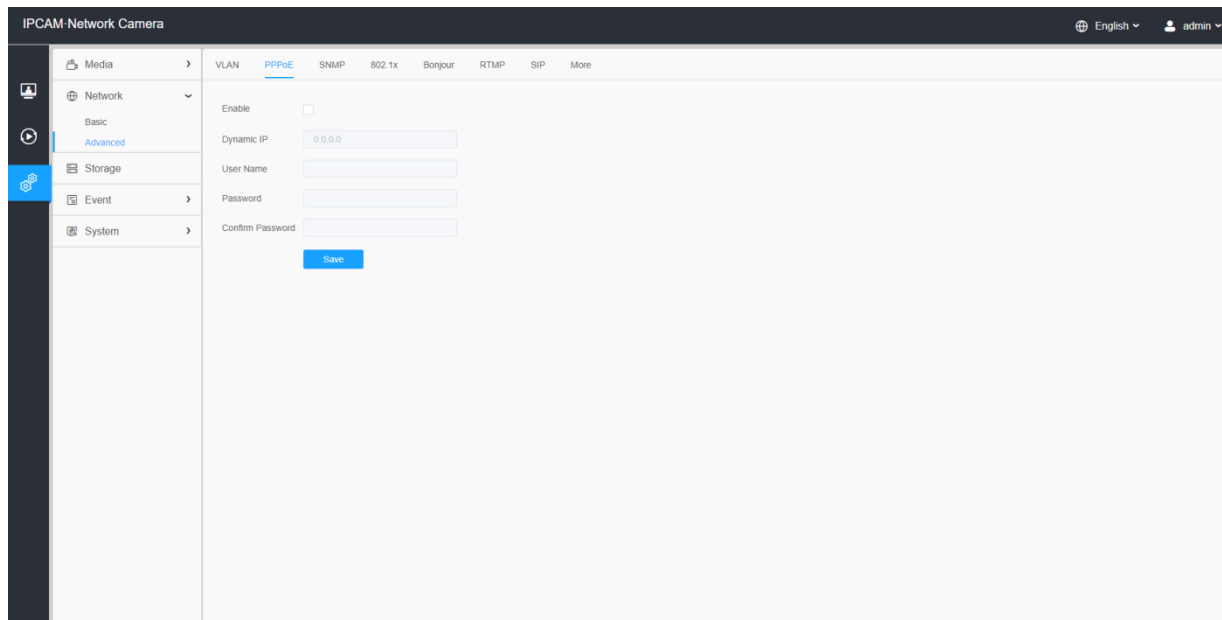 IPCAM·Network Camera
English
admin
Media
Network
Basic
Advanced
Storage
Event
System
VLAN PPPoE SNMP 802.1x Bonjour RTMP SIP More
Enable
Dynamic IP 0.0.0.0
User Name
Password
Confirm Password
Save